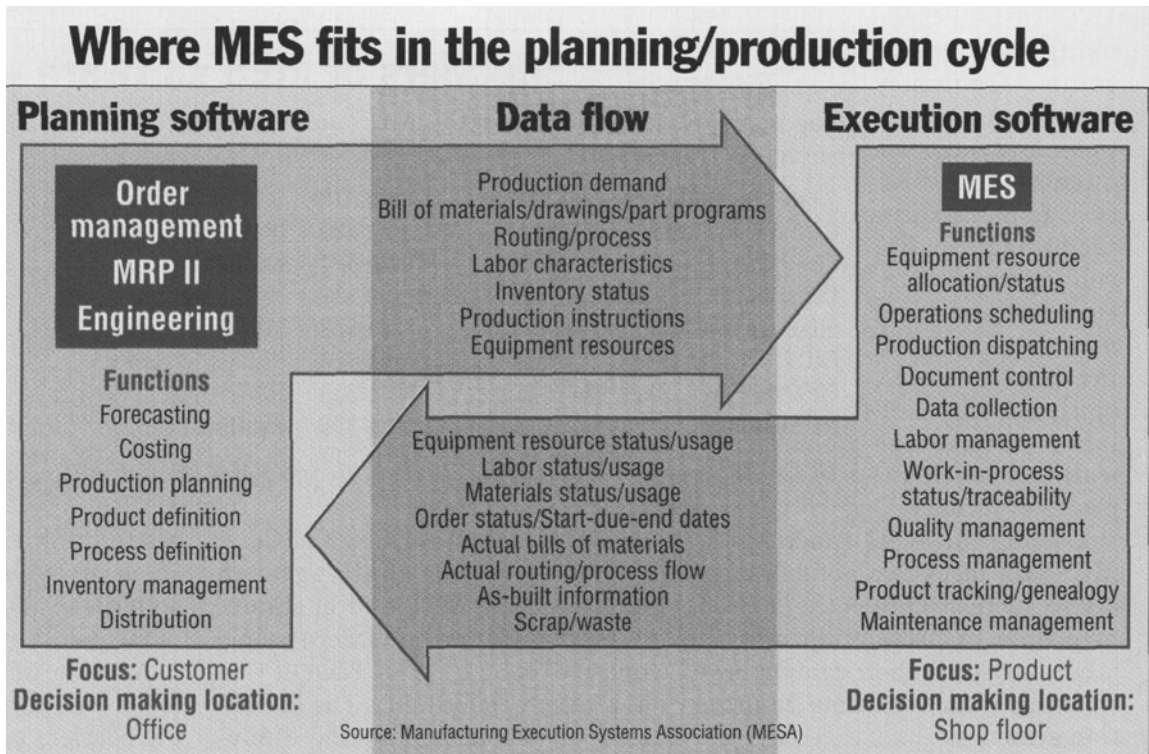 Where MES fits in the planning/production cycle
Planning software
Order
management
MRP II
Engineering
Functions
Forecasting
Costing
Production planning
Product definition
Process definition
Inventory management
Distribution
Focus: Customer
Decision making location:
Office
Data flow
Production demand
Bill of materials/drawings/part programs
Routing/process
Labor characteristics
Inventory status
Production instructions
Equipment resources
Equipment resource status/usage
Labor status/usage
Materials status/usage
Order status/Start-due-end dates
Actual bills of materials
Actual routing/process flow
As-built information
Scrap/waste
Source: Manufacturing Execution Systems Association (MESA)
Execution software
MES
Functions
Equipment resource
allocation/status
Operations scheduling
Production dispatching
Document control
Data collection
Labor management
Work-in-process
status/traceability
Quality management
Process management
Product tracking/genealogy
Maintenance management
Focus: Product
Decision making location:
Shop floor